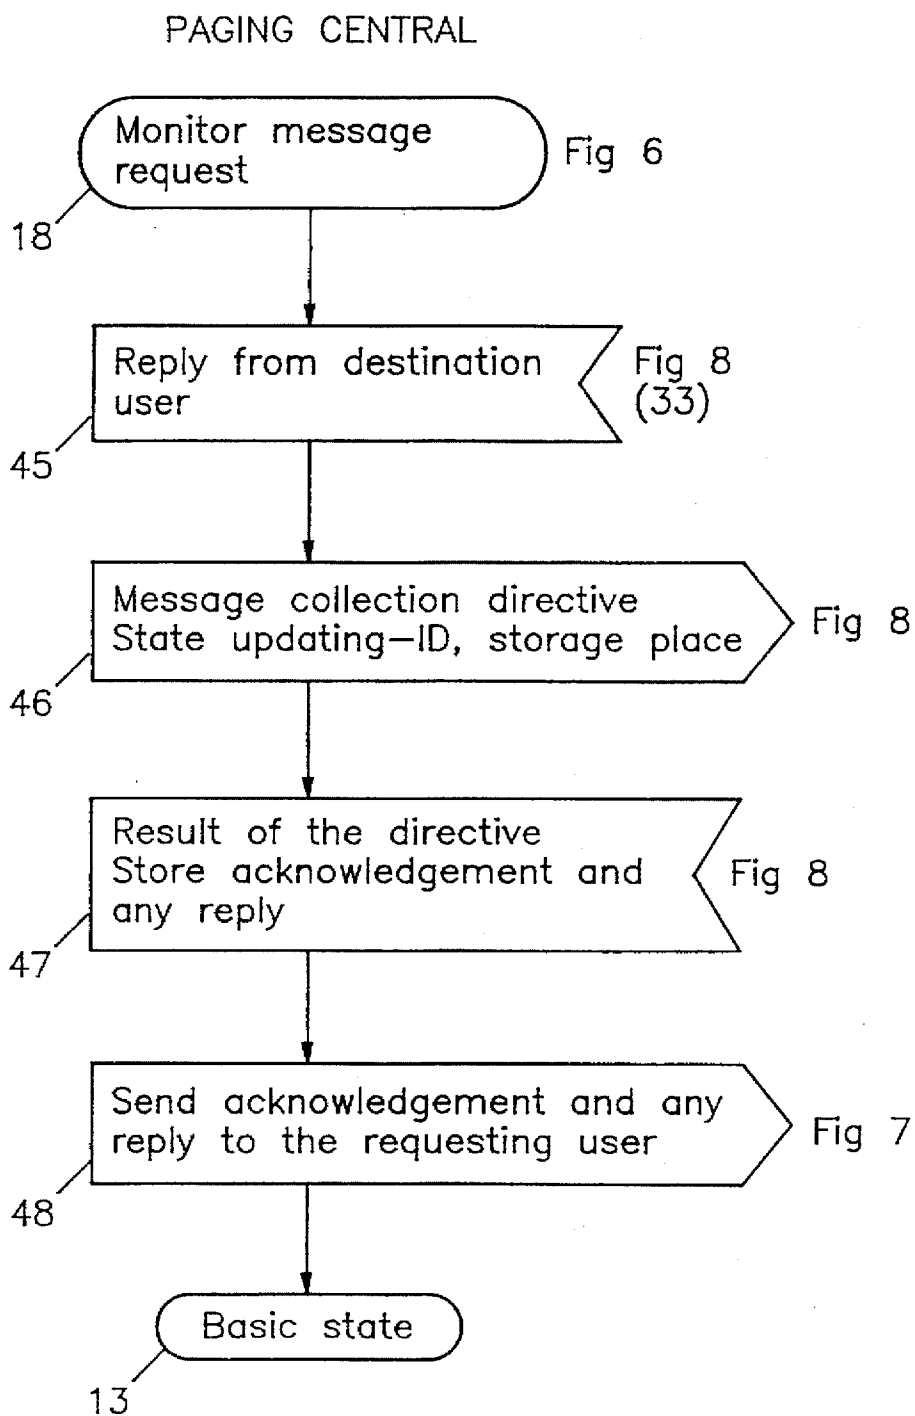 PAGING CENTRAL
Monitor message
request
Fig 6
18
Reply from destination
user
Fig 8
(33)
45
Message collection directive
State updating-ID, storage place
Fig 8
46
Result of the directive
Store acknowledgement and
any reply
Fig 8
47
Send acknowledgement and any
reply to the requesting user
Fig 7
48
Basic state
13